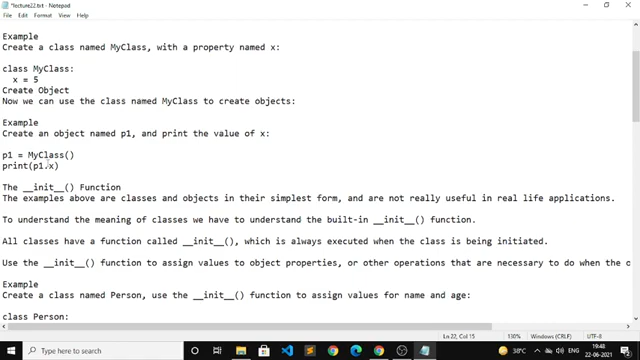 *lecture22.txt - Notepad
File Edit Format View Help
Example
Create a class named MyClass, with a property named x:
class MyClass:
  x = 5
Create Object
Now we can use the class named MyClass to create objects:
Example
Create an object named p1, and print the value of x:
p1 = MyClass()
print(p1.x)
The __init__() Function
The examples above are classes and objects in their simplest form, and are not really useful in real life applications.
To understand the meaning of classes we have to understand the built-in __init__() function.
All classes have a function called __init__(), which is always executed when the class is being initiated.
Use the __init__() function to assign values to object properties, or other operations that are necessary to do when the o
Example
Create a class named Person, use the __init__() function to assign values for name and age:
class Person:
Ln 22, Col 15 130% Windows (CRLF) UTF-8
Type here to search
38°C
ENG
19:48
22-06-2021